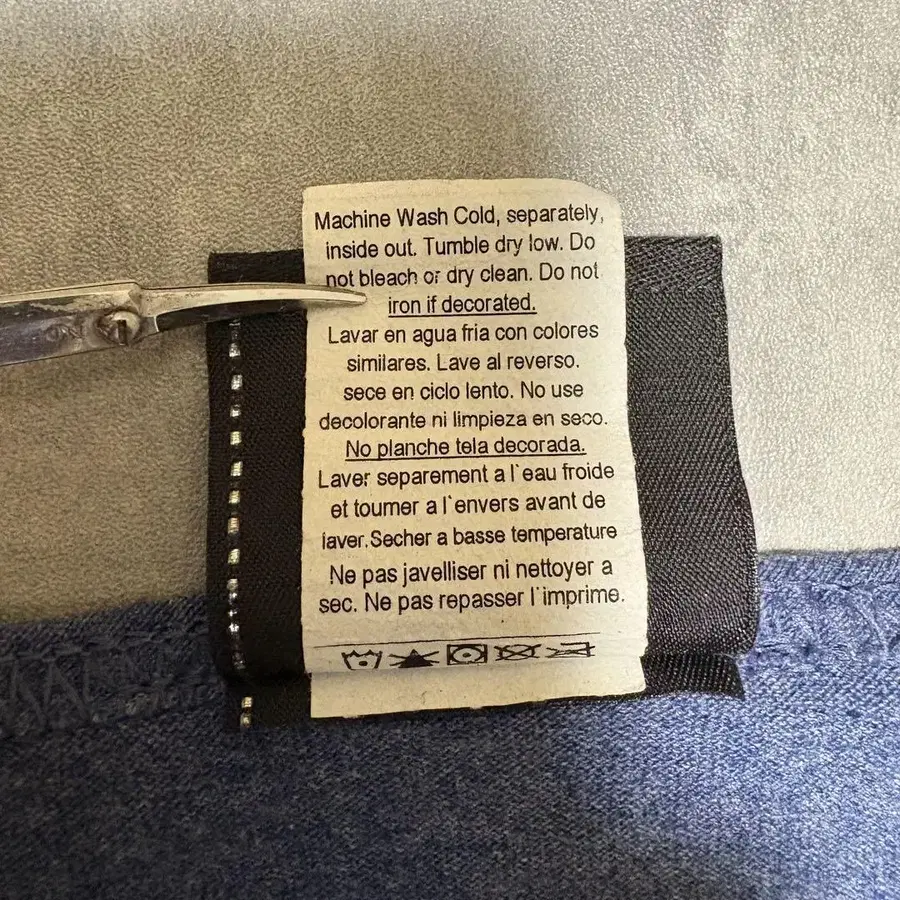 Machine Wash Cold, separately,
inside out. Tumble dry low. Do
not bleach or dry clean. Do not
iron if decorated.
Lavar en agua fria con colores
similares. Lave al reverso.
sece en ciclo lento. No use
decolorante ni limpieza en seco.
No planche tela decorada.
Laver separement a l`eau froide
et tourner a l`envers avant de
laver. Secher a basse temperature
Ne pas javelliser ni nettoyer a
sec. Ne pas repasser l`imprime.